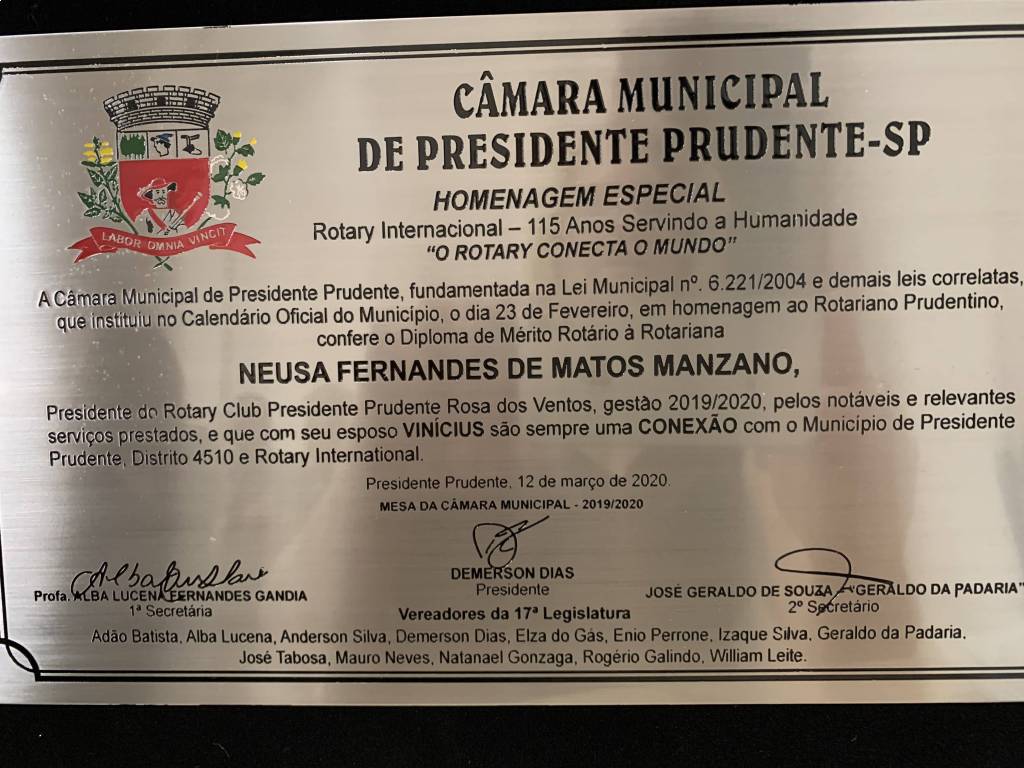 CÂMARA MUNICIPAL
DE PRESIDENTE PRUDENTE-SP
LABOR OMNIA VINCIT
HOMENAGEM ESPECIAL
Rotary Internacional – 115 Anos Servindo a Humanidade
"O ROTARY CONECTA O MUNDO"
A Câmara Municipal de Presidente Prudente, fundamentada na Lei Municipal nº. 6.221/2004 e demais leis correlatas,
que instituiu no Calendário Oficial do Município, o dia 23 de Fevereiro, em homenagem ao Rotariano Prudentino,
confere o Diploma de Mérito Rotário à Rotariana
NEUSA FERNANDES DE MATOS MANZANO,
Presidente do Rotary Club Presidente Prudente Rosa dos Ventos, gestão 2019/2020, pelos notáveis e relevantes
serviços prestados, e que com seu esposo VINÍCIUS são sempre uma CONEXÃO com o Município de Presidente
Prudente, Distrito 4510 e Rotary International.
Presidente Prudente, 12 de março de 2020.
MESA DA CÂMARA MUNICIPAL - 2019/2020
Profa. ALBA LUCENA FERNANDES GANDIA
1ª Secretária
DEMERSON DIAS
Presidente
JOSÉ GERALDO DE SOUZA - "GERALDO DA PADARIA"
2º Secretário
Vereadores da 17ª Legislatura
Adão Batista, Alba Lucena, Anderson Silva, Demerson Dias, Elza do Gás, Enio Perrone, Izaque Silva, Geraldo da Padaria,
José Tabosa, Mauro Neves, Natanael Gonzaga, Rogério Galindo, William Leite.